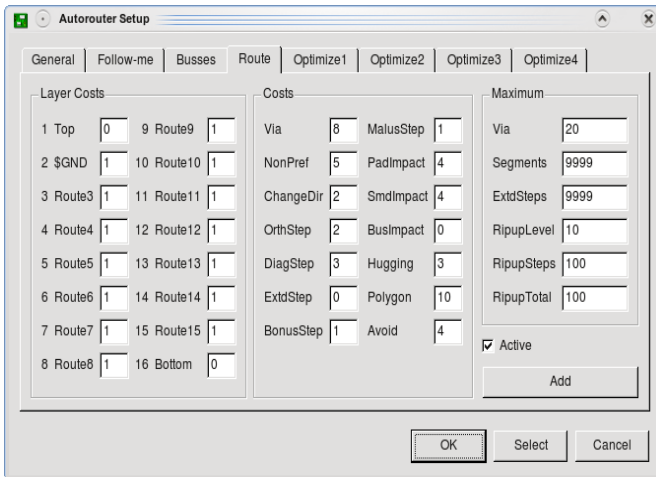 Autorouter Setup
General Follow-me Busses Route Optimize1 Optimize2 Optimize3 Optimize4
Layer Costs Costs Maximum
1 Top 0 9 Route9 1 Via 8 MalusStep 1 Via 20
2 $GND 1 10 Route10 1 NonPref 5 PadImpact 4 Segments 9999
3 Route3 1 11 Route11 1 ChangeDir 2 SmdImpact 4 ExtdSteps 9999
4 Route4 1 12 Route12 1 OrthStep 2 BusImpact 0 RipupLevel 10
5 Route5 1 13 Route13 1 DiagStep 3 Hugging 3 RipupSteps 100
6 Route6 1 14 Route14 1 ExtdStep 0 Polygon 10 RipupTotal 100
7 Route7 1 15 Route15 1 BonusStep 1 Avoid 4
Active
8 Route8 1 16 Bottom 0
Add
OK Select Cancel